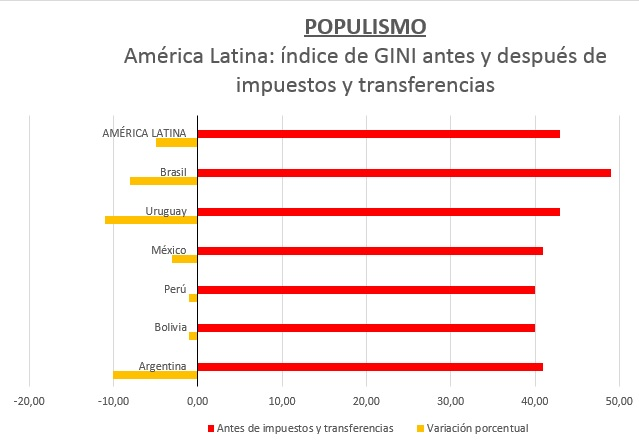 POPULISMO
América Latina: índice de GINI antes y después de
impuestos y transferencias
AMÉRICA LATINA
Brasil
Uruguay
México
Perú
Bolivia
Argentina
-20,00 -10,00 0,00 10,00 20,00 30,00 40,00 50,00
Antes de impuestos y transferencias Variación porcentual